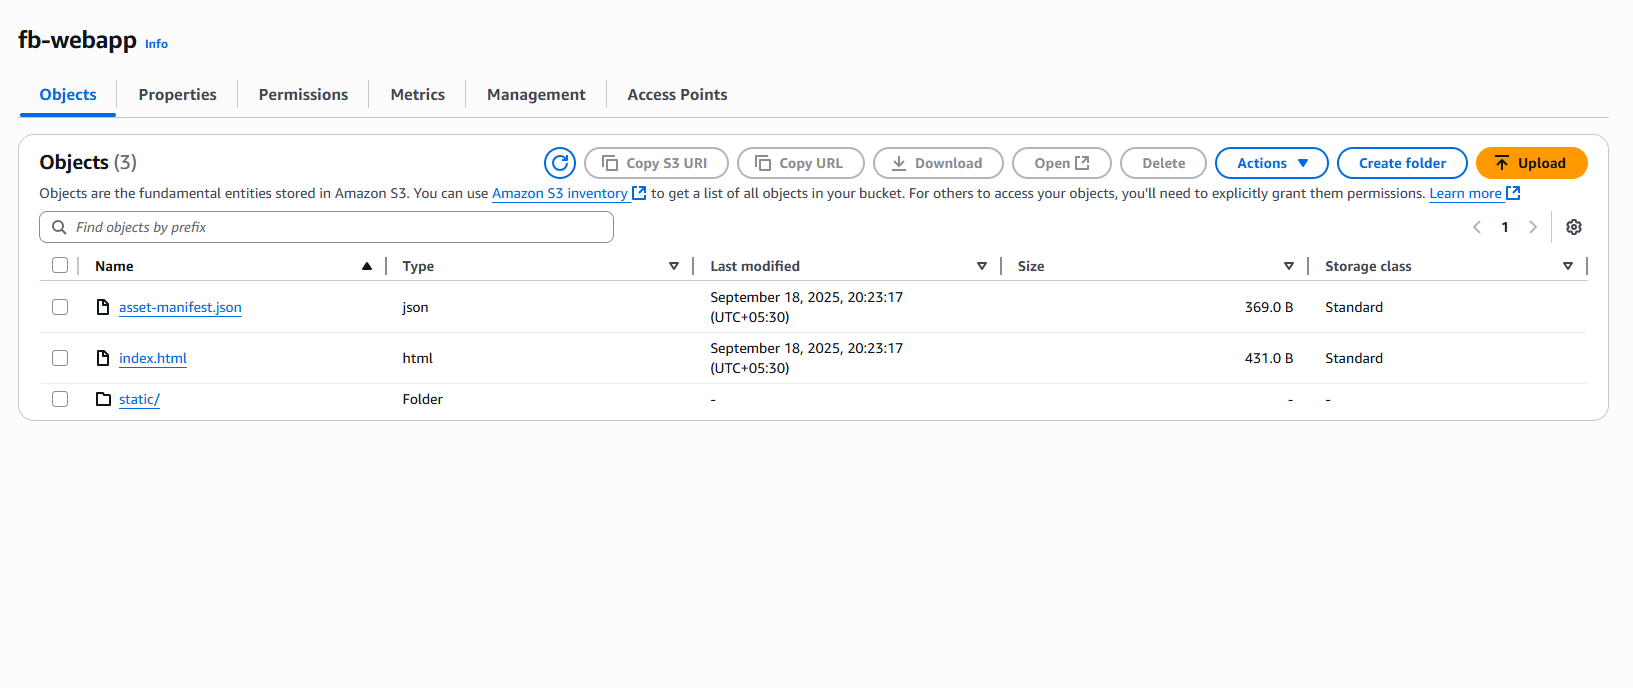 fb-webapp Info
Objects Properties Permissions Metrics Management Access Points
Objects (3) Copy S3 URI Copy URL Download Open Delete Actions Create folder Upload
Objects are the fundamental entities stored in Amazon S3. You can use Amazon S3 inventory to get a list of all objects in your bucket. For others to access your objects, you'll need to explicitly grant them permissions. Learn more
Find objects by prefix 1
Name Type Last modified Size Storage class
asset-manifest.json json September 18, 2025, 20:23:17 369.0 B Standard
(UTC+05:30)
index.html html September 18, 2025, 20:23:17 431.0 B Standard
(UTC+05:30)
static/ Folder - - -